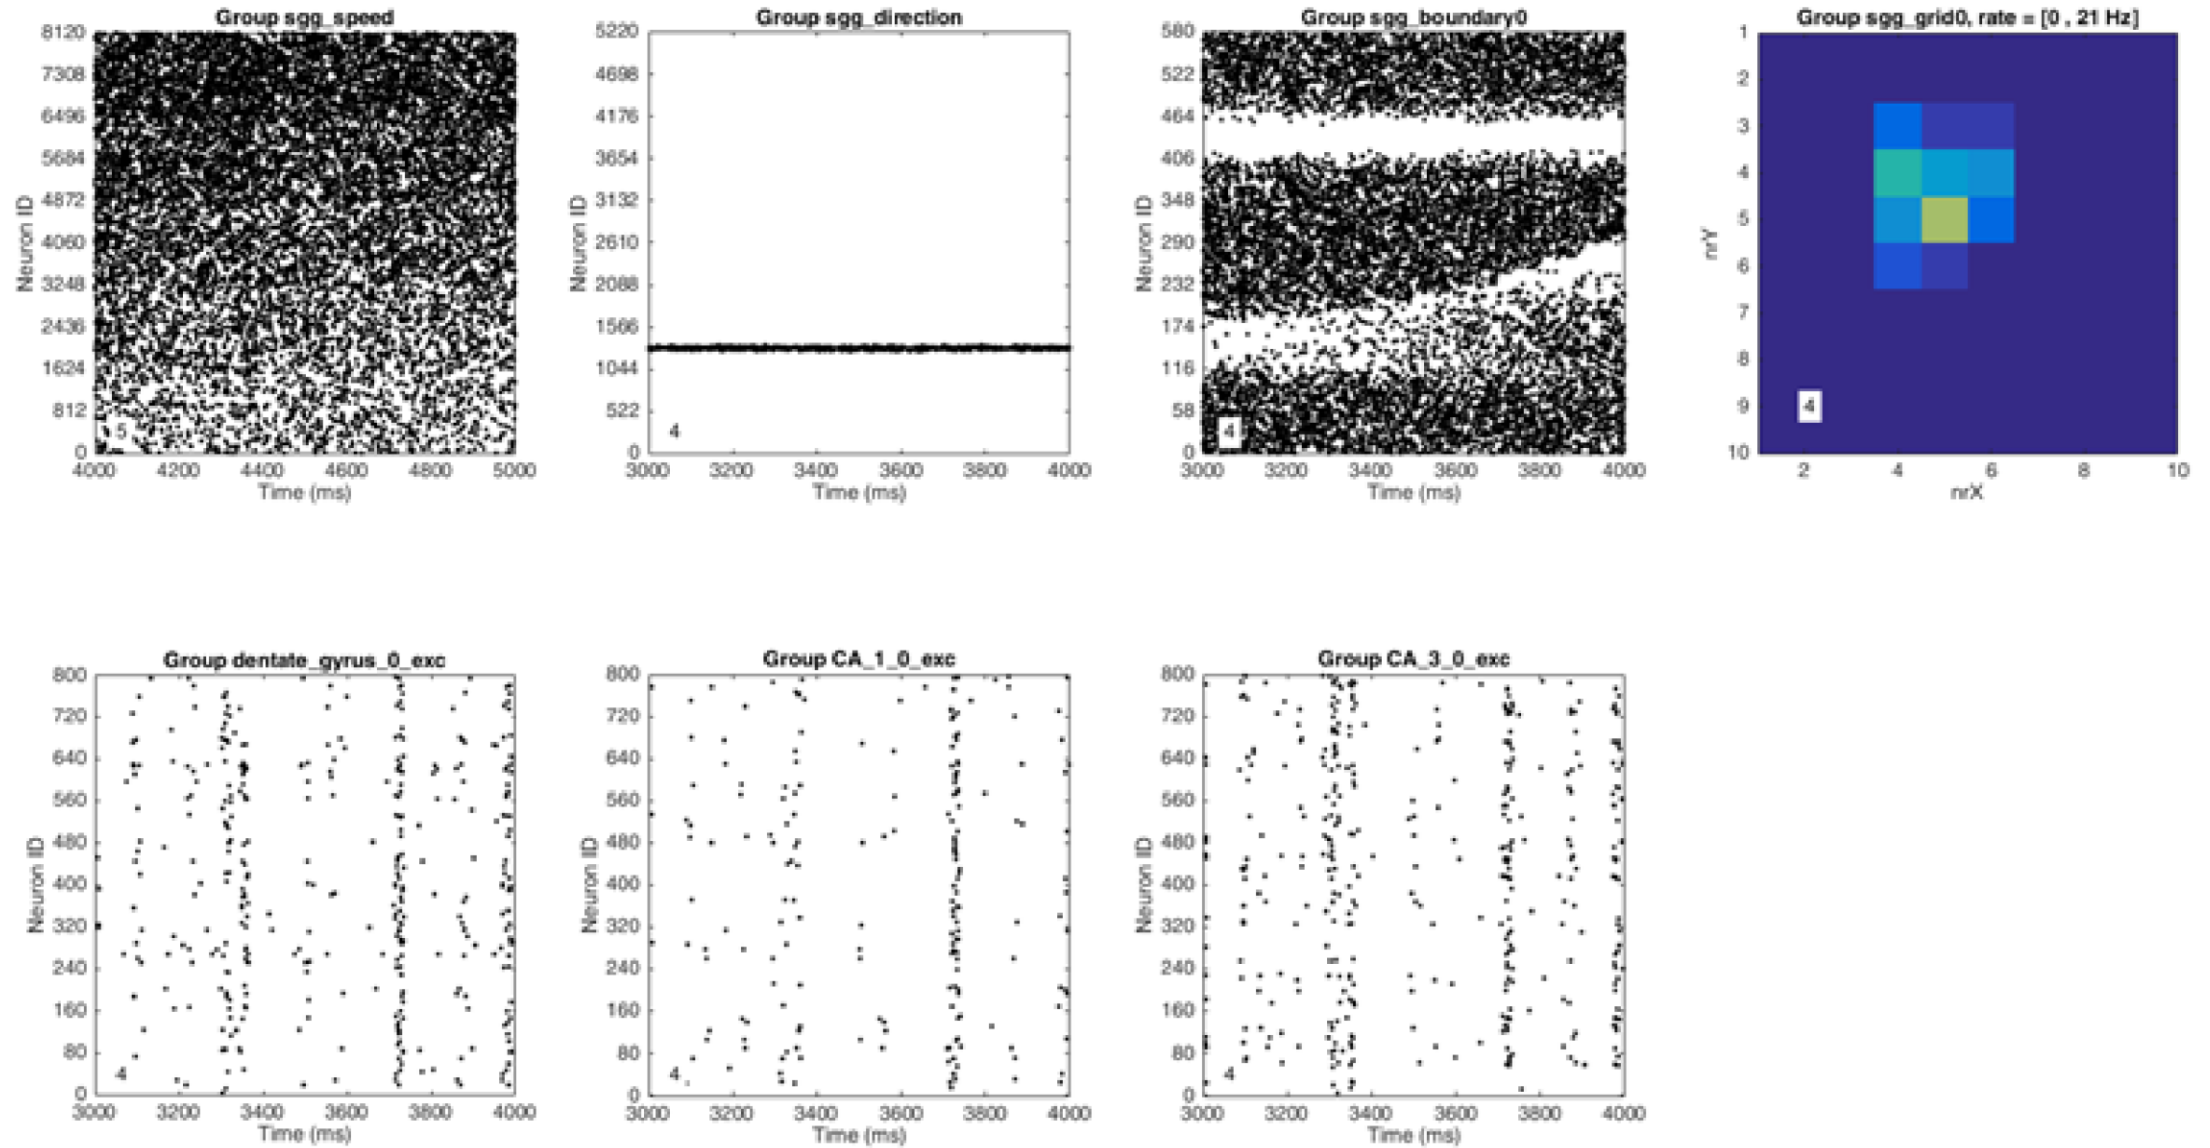 Group sgg_speed
8120
7308
6496
5684
4872
4060
3248
2436
1624
812
0
Neuron ID
5
4000 4200 4400 4600 4800 5000
Time (ms)
Group sgg_direction
5220
4698
4176
3654
3132
2610
2088
1566
1044
522
0
Neuron ID
4
3000 3200 3400 3600 3800 4000
Time (ms)
Group sgg_boundary0
580
522
464
406
348
290
232
174
116
58
0
Neuron ID
4
3000 3200 3400 3600 3800 4000
Time (ms)
Group sgg_grid0, rate = [0 , 21 Hz]
1
2
3
4
5
6
7
8
9
10
nrY
4
2 4 6 8 10
nrX
Group dentate_gyrus_0_exc
800
720
640
560
480
400
320
240
160
80
0
Neuron ID
4
3000 3200 3400 3600 3800 4000
Time (ms)
Group CA_1_0_exc
800
720
640
560
480
400
320
240
160
80
0
Neuron ID
4
3000 3200 3400 3600 3800 4000
Time (ms)
Group CA_3_0_exc
800
720
640
560
480
400
320
240
160
80
0
Neuron ID
4
3000 3200 3400 3600 3800 4000
Time (ms)